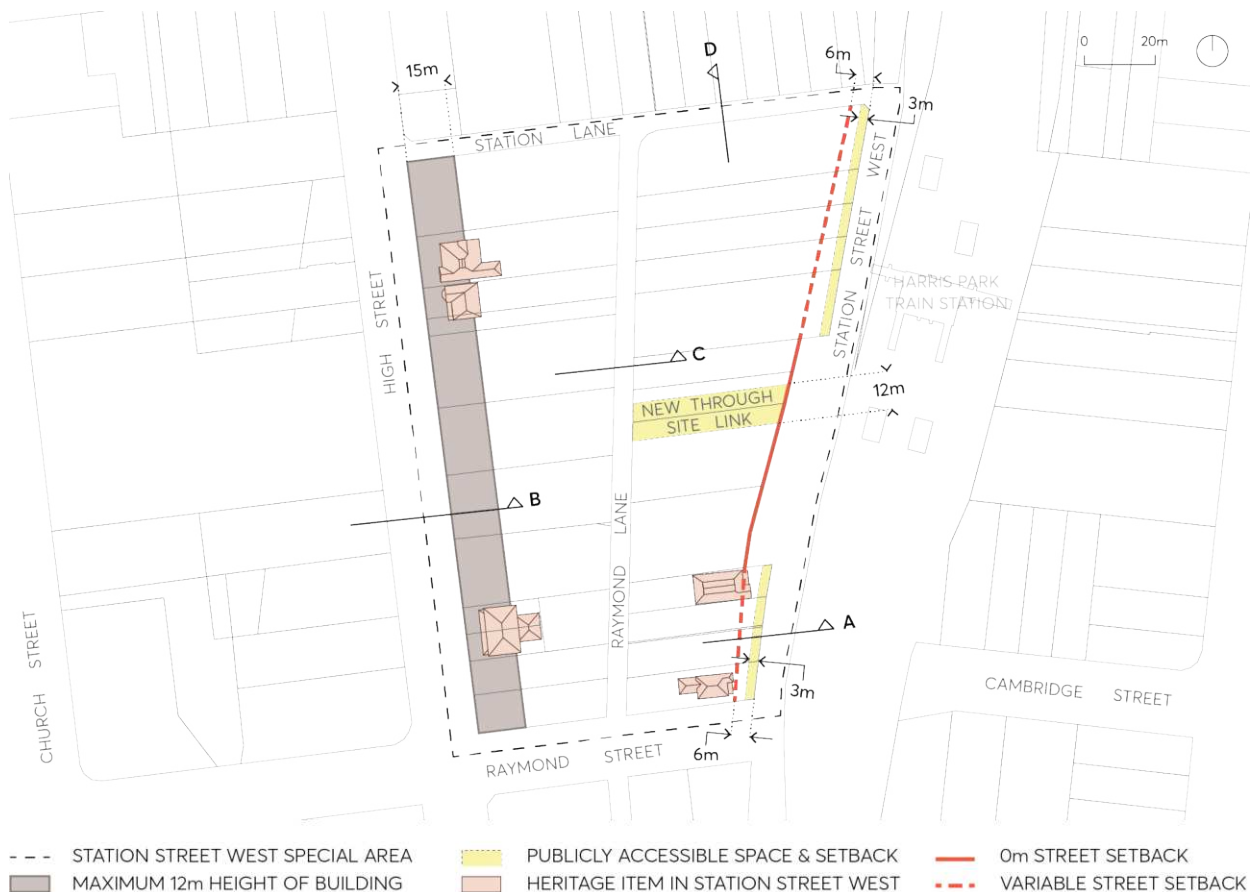 D
6m
0 20m
15m
3m
STATION LANE
STATION STREET WEST
HARRIS PARK
TRAIN STATION
HIGH STREET
C
12m
NEW THROUGH
SITE LINK
B
RAYMOND LANE
A
3m
CHURCH STREET
CAMBRIDGE STREET
6m
RAYMOND STREET
STATION STREET WEST SPECIAL AREA
PUBLICLY ACCESSIBLE SPACE & SETBACK
0m STREET SETBACK
MAXIMUM 12m HEIGHT OF BUILDING
HERITAGE ITEM IN STATION STREET WEST
VARIABLE STREET SETBACK